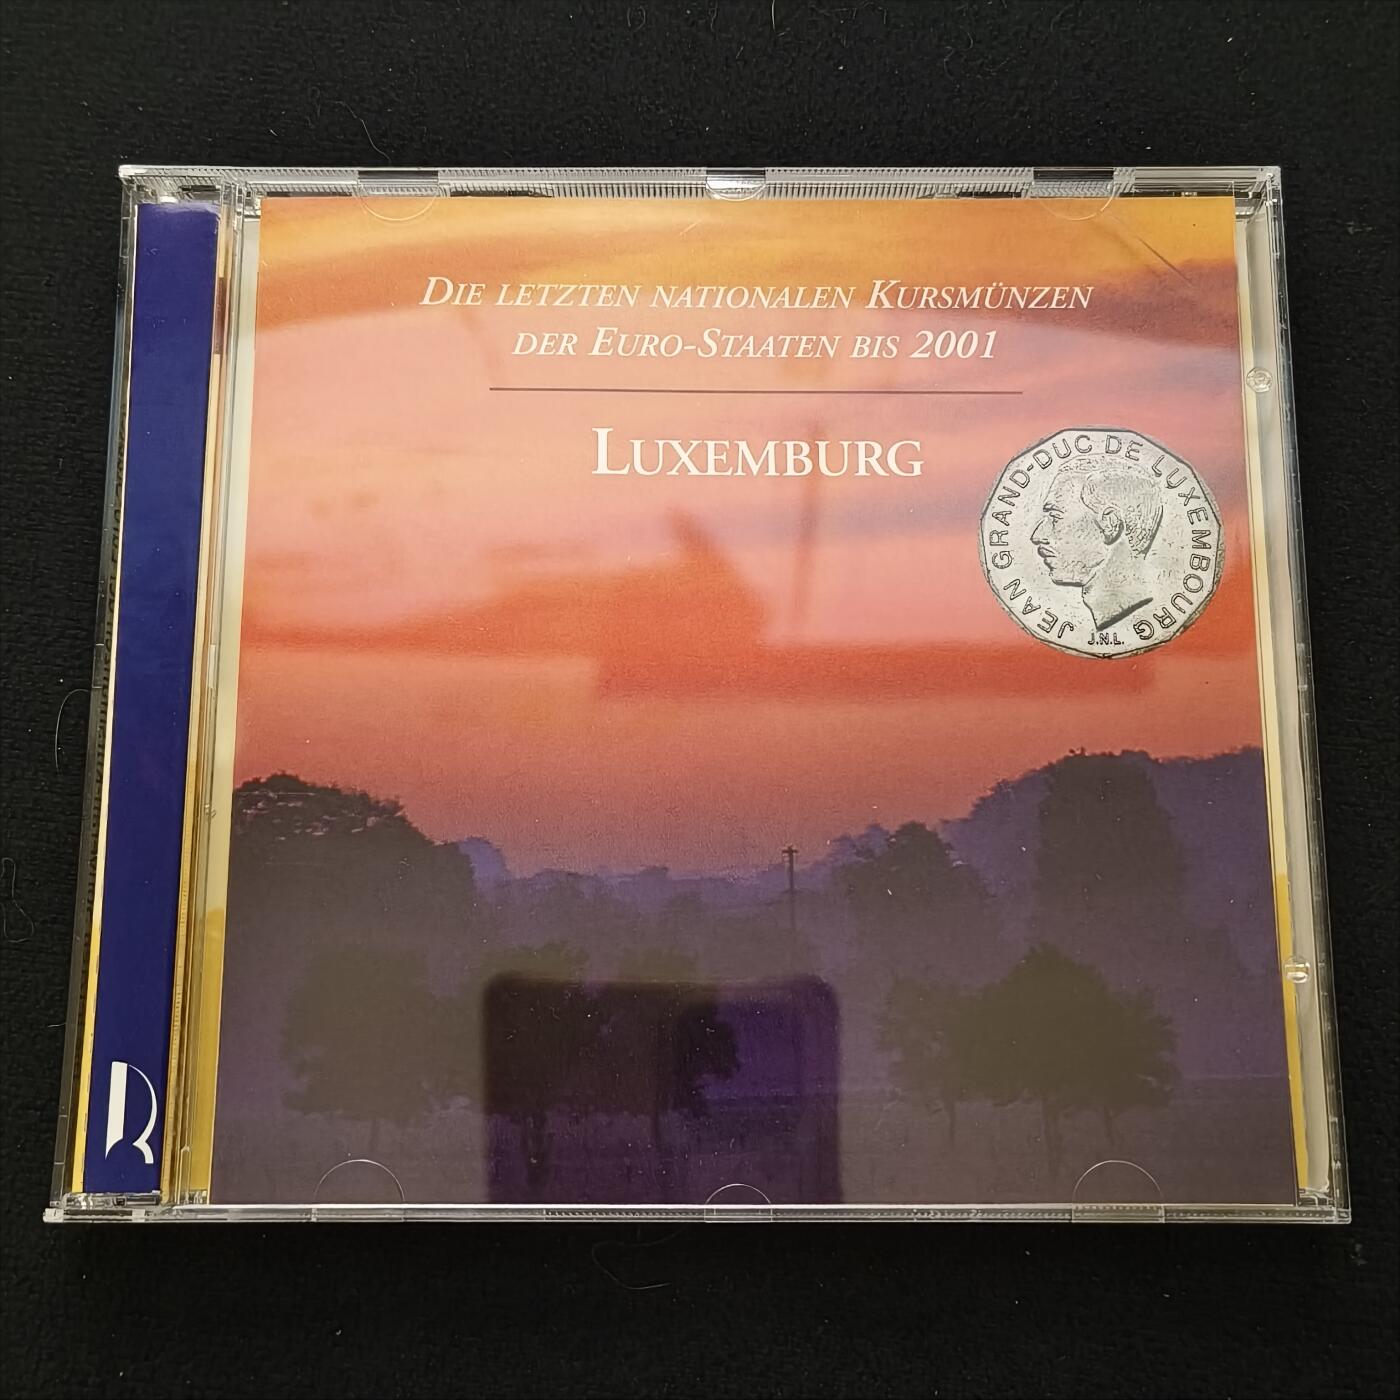 DIE LETZTEN NATIONALEN KURSMÜNZEN
DER EURO-STAATEN BIS 2001
LUXEMBURG
JEAN GRAND-DUC DE LUXEMBOURG
J.N.L.
R